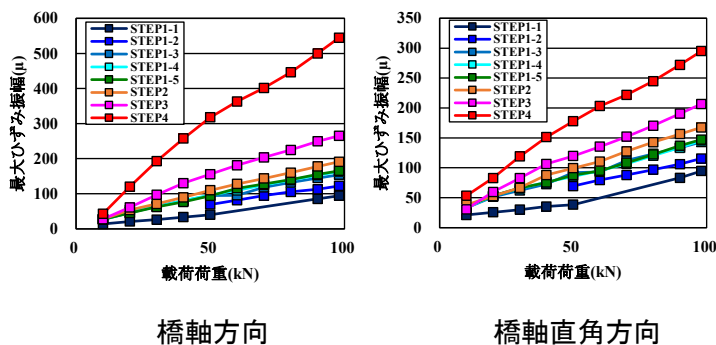 600
500
400
300
200
100
0
最大ひずみ振幅(μ)
STEP1-1
STEP1-2
STEP1-3
STEP1-4
STEP1-5
STEP2
STEP3
STEP4
0
50
100
載荷荷重(kN)
橋軸方向
350
300
250
200
150
100
50
0
最大ひずみ振幅(μ)
STEP1-1
STEP1-2
STEP1-3
STEP1-4
STEP1-5
STEP2
STEP3
STEP4
0
50
100
載荷荷重(kN)
橋軸直角方向